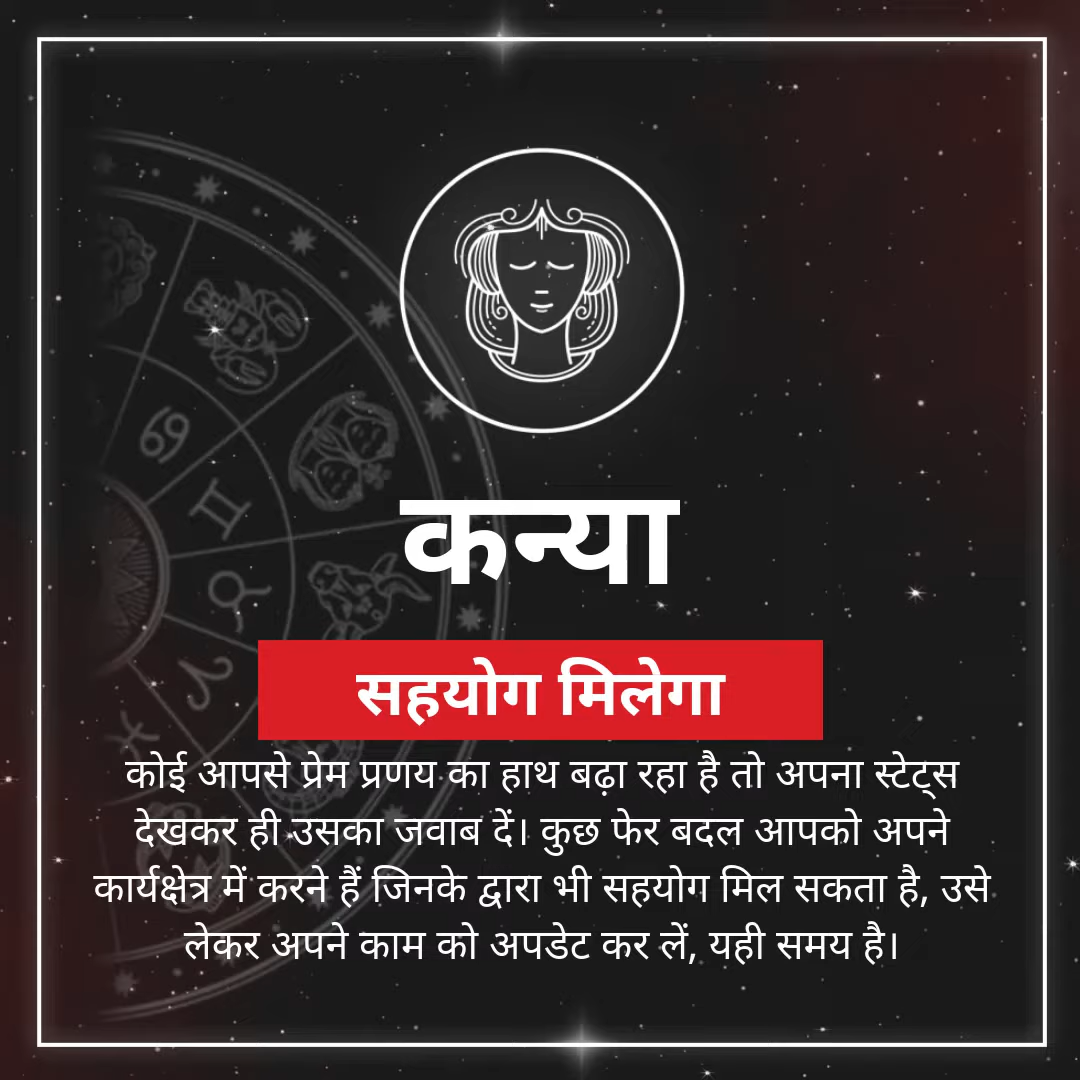 कन्या
सहयोग मिलेगा
कोई आपसे प्रेम प्रणय का हाथ बढ़ा रहा है तो अपना स्टेट्स
देखकर ही उसका जवाब दें। कुछ फेर बदल आपको अपने
कार्यक्षेत्र में करने हैं जिनके द्वारा भी सहयोग मिल सकता है, उसे
लेकर अपने काम को अपडेट कर लें, यही समय है।